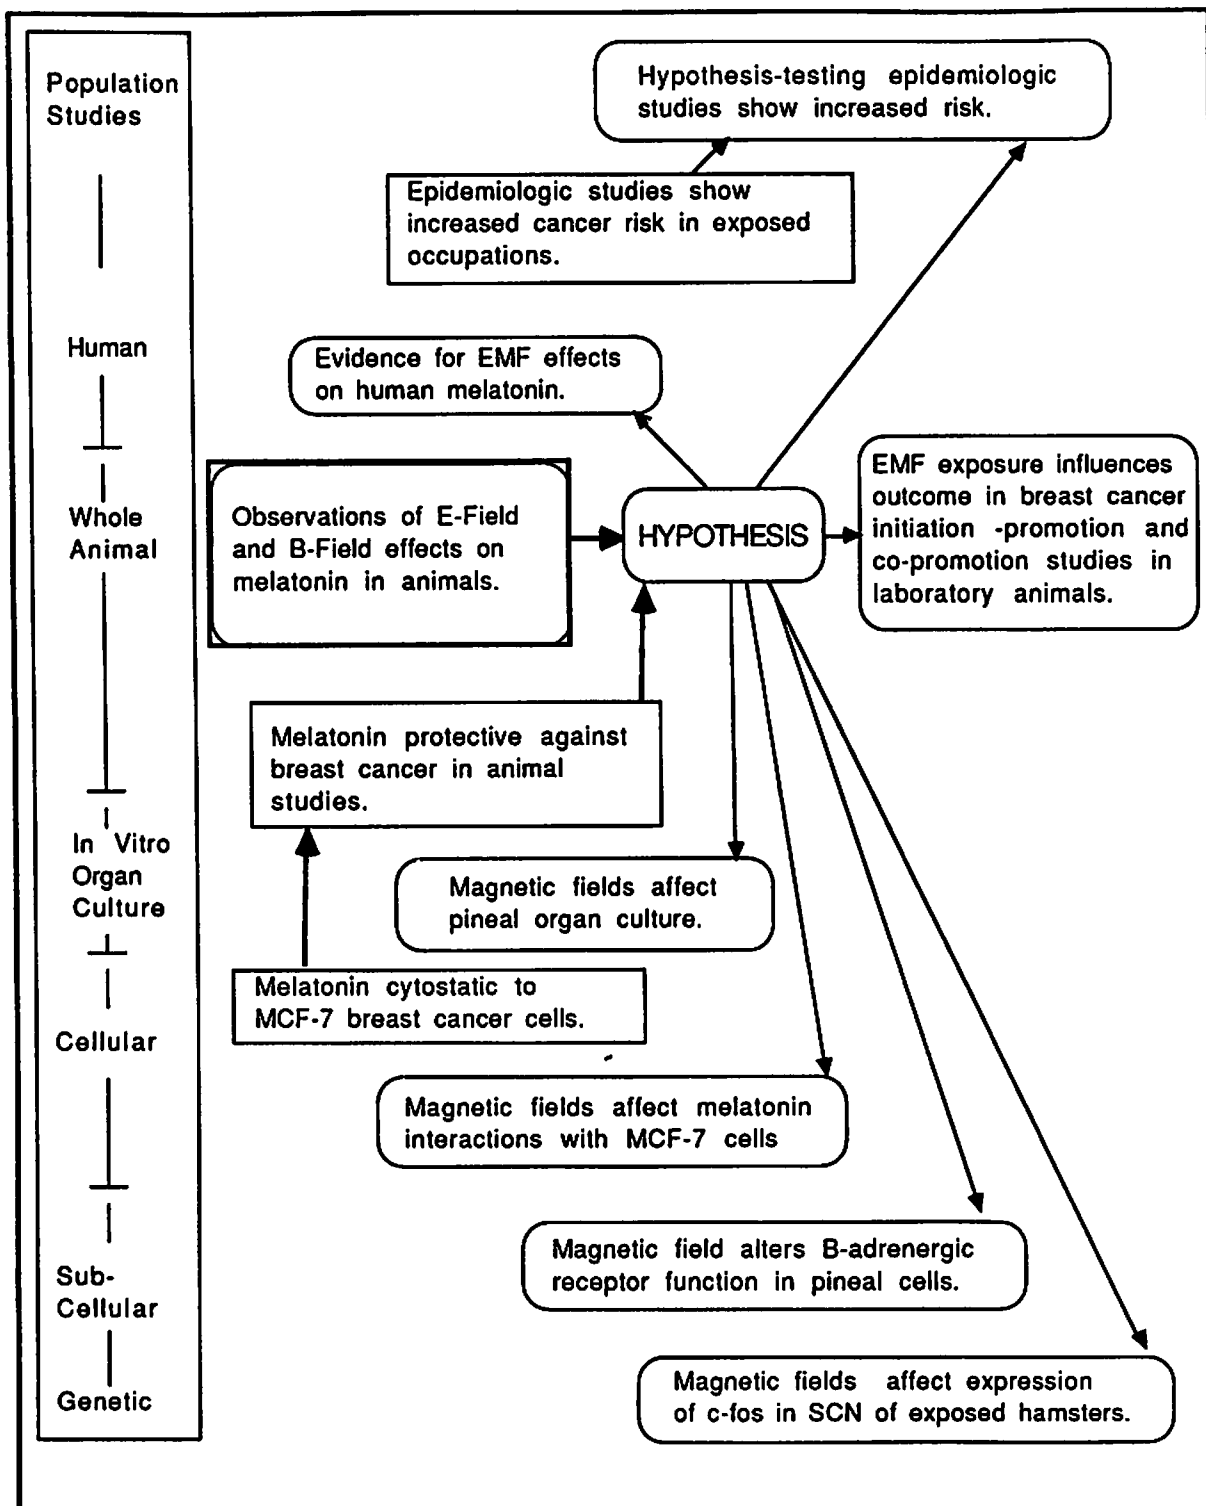 Population
Studies
Human
Whole
Animal
In Vitro
Organ
Culture
Cellular
Sub-
Cellular
Genetic
Hypothesis-testing epidemiologic
studies show increased risk.
Epidemiologic studies show
increased cancer risk in exposed
occupations.
Evidence for EMF effects
on human melatonin.
Observations of E-Field
and B-Field effects on
melatonin in animals.
HYPOTHESIS
EMF exposure influences
outcome in breast cancer
initiation -promotion and
co-promotion studies in
laboratory animals.
Melatonin protective against
breast cancer in animal
studies.
Magnetic fields affect
pineal organ culture.
Melatonin cytostatic to
MCF-7 breast cancer cells.
Magnetic fields affect melatonin
interactions with MCF-7 cells
Magnetic field alters B-adrenergic
receptor function in pineal cells.
Magnetic fields affect expression
of c-fos in SCN of exposed hamsters.